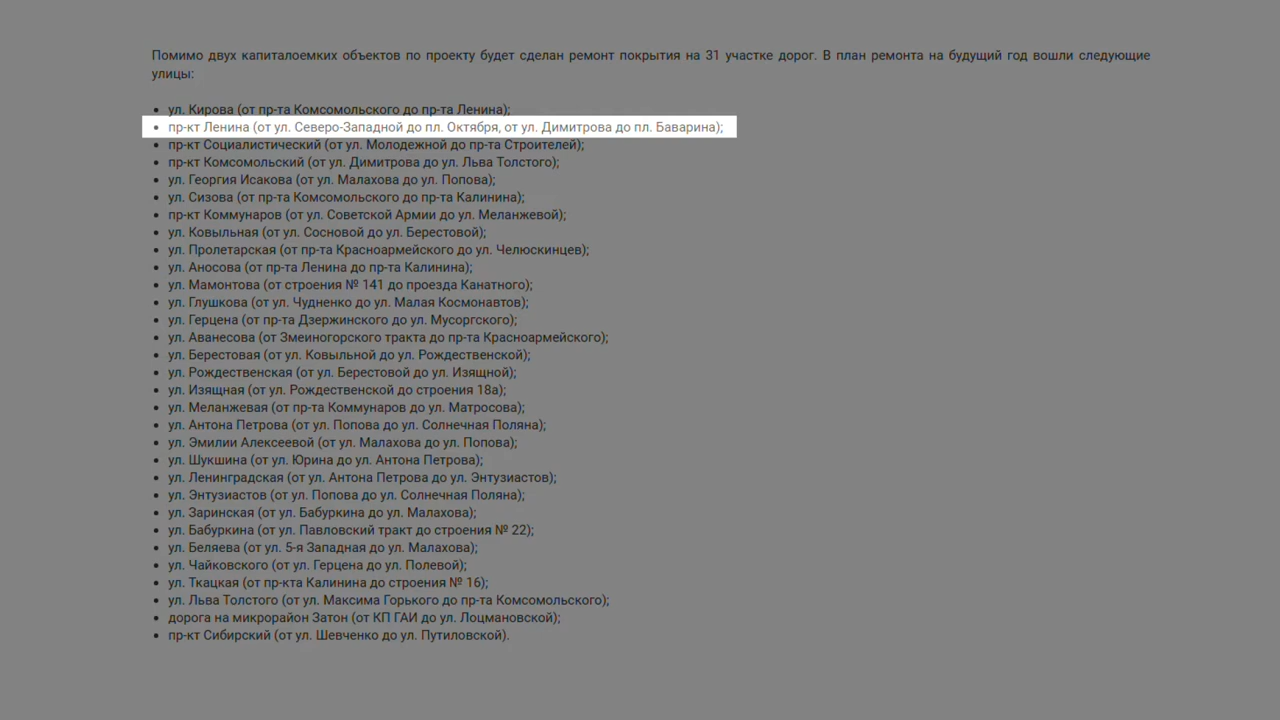 Помимо двух капиталоемких объектов по проекту будет сделан ремонт покрытия на 31 участке дорог. В план ремонта на будущий год вошли следующие
улицы:
• ул. Кирова (от пр-та Комсомольского до пр-та Ленина);
• пр-кт Ленина (от ул. Северо-Западной до пл. Октября, от ул. Димитрова до пл. Баварина);
• пр-кт Социалистический (от ул. Молодежной до пр-та Строителей);
• пр-кт Комсомольский (от ул. Димитрова до ул. Льва Толстого);
• ул. Георгия Исакова (от ул. Малахова до ул. Попова);
• ул. Сизова (от пр-та Комсомольского до пр-та Калинина);
• пр-кт Коммунаров (от ул. Советской Армии до ул. Меланжевой);
• ул. Ковыльная (от ул. Сосновой до ул. Берестовой);
• ул. Пролетарская (от пр-та Красноармейского до ул. Челюскинцев);
• ул. Аносова (от пр-та Ленина до пр-та Калинина);
• ул. Мамонтова (от строения № 141 до проезда Канатного);
• ул. Глушкова (от ул. Чудненко до ул. Малая Космонавтов);
• ул. Герцена (от пр-та Дзержинского до ул. Мусоргского);
• ул. Аванесова (от Змеиногорского тракта до пр-та Красноармейского);
• ул. Берестовая (от ул. Ковыльной до ул. Рождественской);
• ул. Рождественская (от ул. Берестовой до ул. Изящной);
• ул. Изящная (от ул. Рождественской до строения 18а);
• ул. Меланжевая (от пр-та Коммунаров до ул. Матросова);
• ул. Антона Петрова (от ул. Попова до ул. Солнечная Поляна);
• ул. Эмилии Алексеевой (от ул. Малахова до ул. Попова);
• ул. Шукшина (от ул. Юрина до ул. Антона Петрова);
• ул. Ленинградская (от ул. Антона Петрова до ул. Энтузиастов);
• ул. Энтузиастов (от ул. Попова до ул. Солнечная Поляна);
• ул. Заринская (от ул. Бабуркина до ул. Малахова);
• ул. Бабуркина (от ул. Павловский тракт до строения № 22);
• ул. Беляева (от ул. 5-я Западная до ул. Малахова);
• ул. Чайковского (от ул. Герцена до ул. Полевой);
• ул. Ткацкая (от пр-кта Калинина до строения № 16);
• ул. Льва Толстого (от ул. Максима Горького до пр-та Комсомольского);
• дорога на микрорайон Затон (от КП ГАИ до ул. Лоцмановской);
• пр-кт Сибирский (от ул. Шевченко до ул. Путиловской).